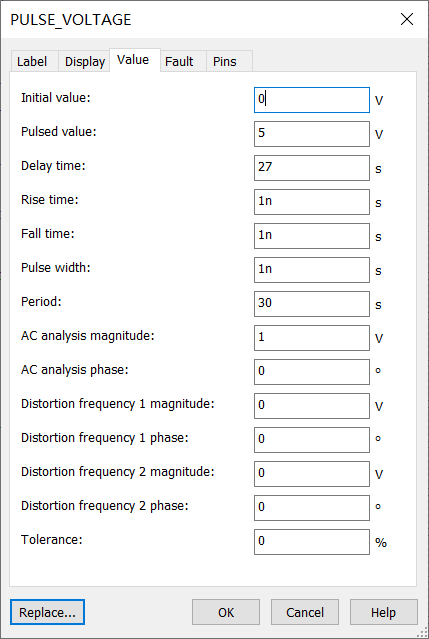 PULSE_VOLTAGE
Label Display Value Fault Pins
Initial value: 0 V
Pulsed value: 5 V
Delay time: 27 s
Rise time: 1n s
Fall time: 1n s
Pulse width: 1n s
Period: 30 s
AC analysis magnitude: 1 V
AC analysis phase: 0 °
Distortion frequency 1 magnitude: 0 V
Distortion frequency 1 phase: 0 °
Distortion frequency 2 magnitude: 0 V
Distortion frequency 2 phase: 0 °
Tolerance: 0 %
Replace... OK Cancel Help